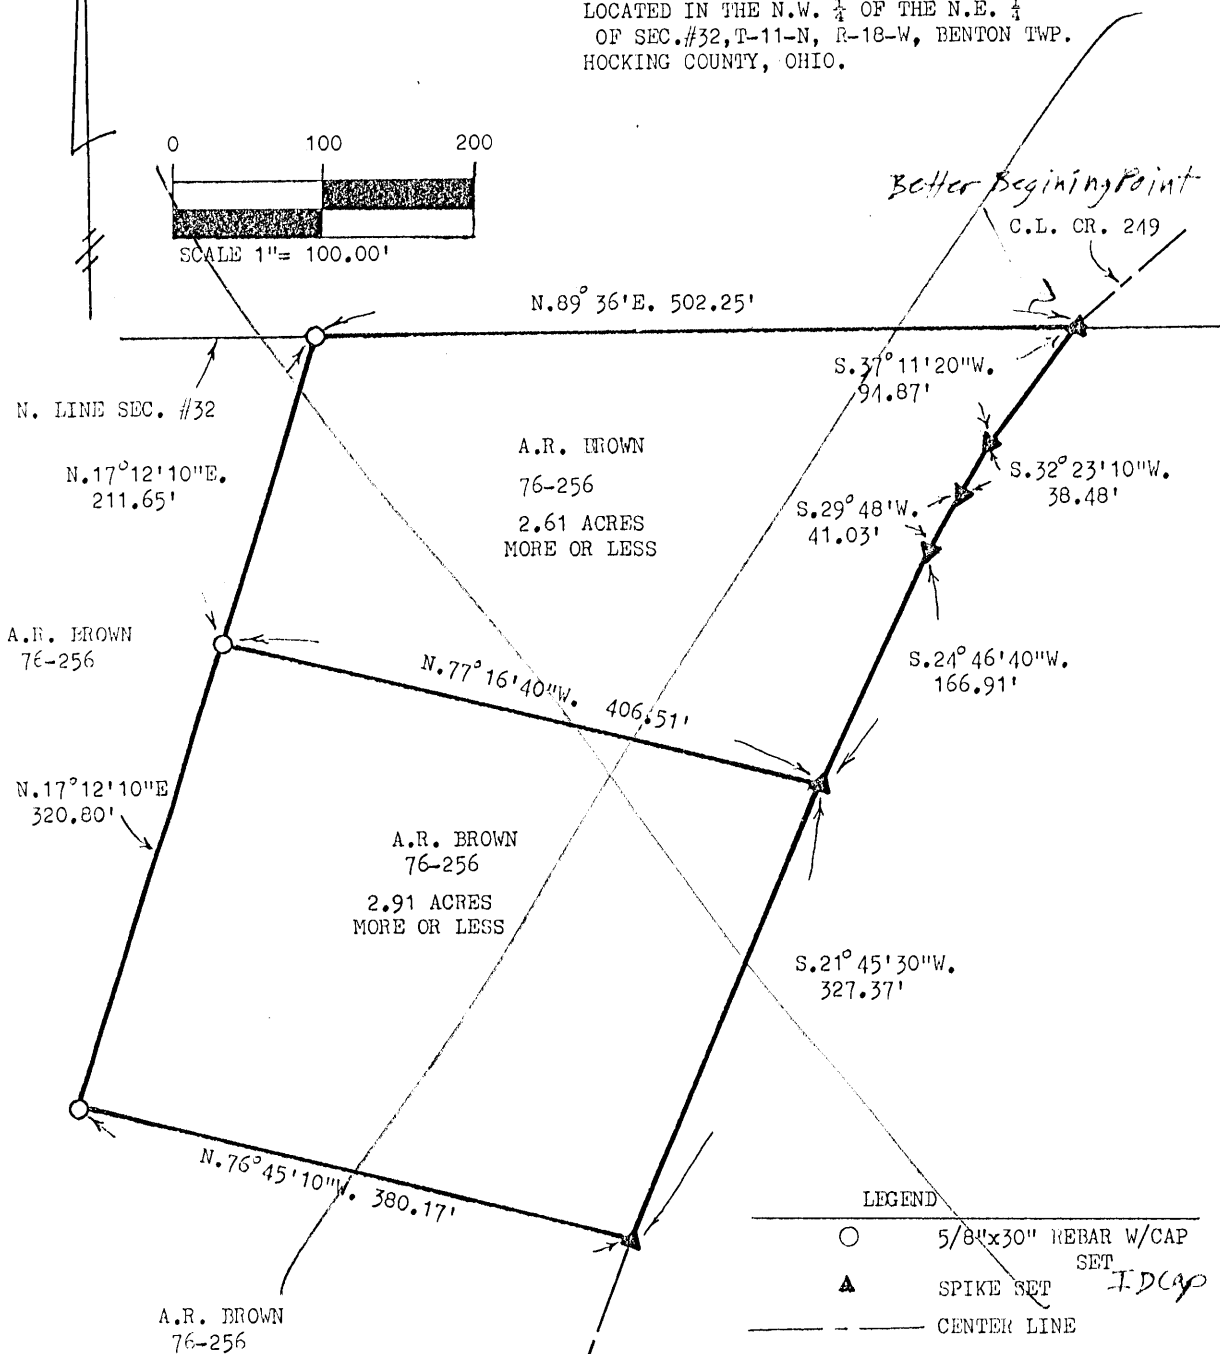 LOCATED IN THE N.W. ¼ OF THE N.E. ¼
OF SEC.#32,T-11-N, R-18-W, BENTON TWP.
HOCKING COUNTY, OHIO.
0 100 200
SCALE 1"= 100.00'
Better Begining Point
C.L. CR. 249
N.89° 36'E. 502.25'
S.37° 11'20"W.
94.87'
N. LINE SEC. #32
A.R. BROWN
76-256
2.61 ACRES
MORE OR LESS
N.17°12'10"E.
211.65'
S.32° 23'10"W.
38.48'
S.29° 48'W.
41.03'
A.R. BROWN
76-256
S.24° 46'40"W.
166.91'
N.77° 16'40"W. 406.51'
N.17°12'10"E
320.80'
A.R. BROWN
76-256
2.91 ACRES
MORE OR LESS
S.21° 45'30"W.
327.37'
N.76° 45'10"W. 380.17'
LEGEND
5/8"x30" REBAR W/CAP
SET
SPIKE SET
ID Cap
CENTER LINE
A.R. BROWN
76-256